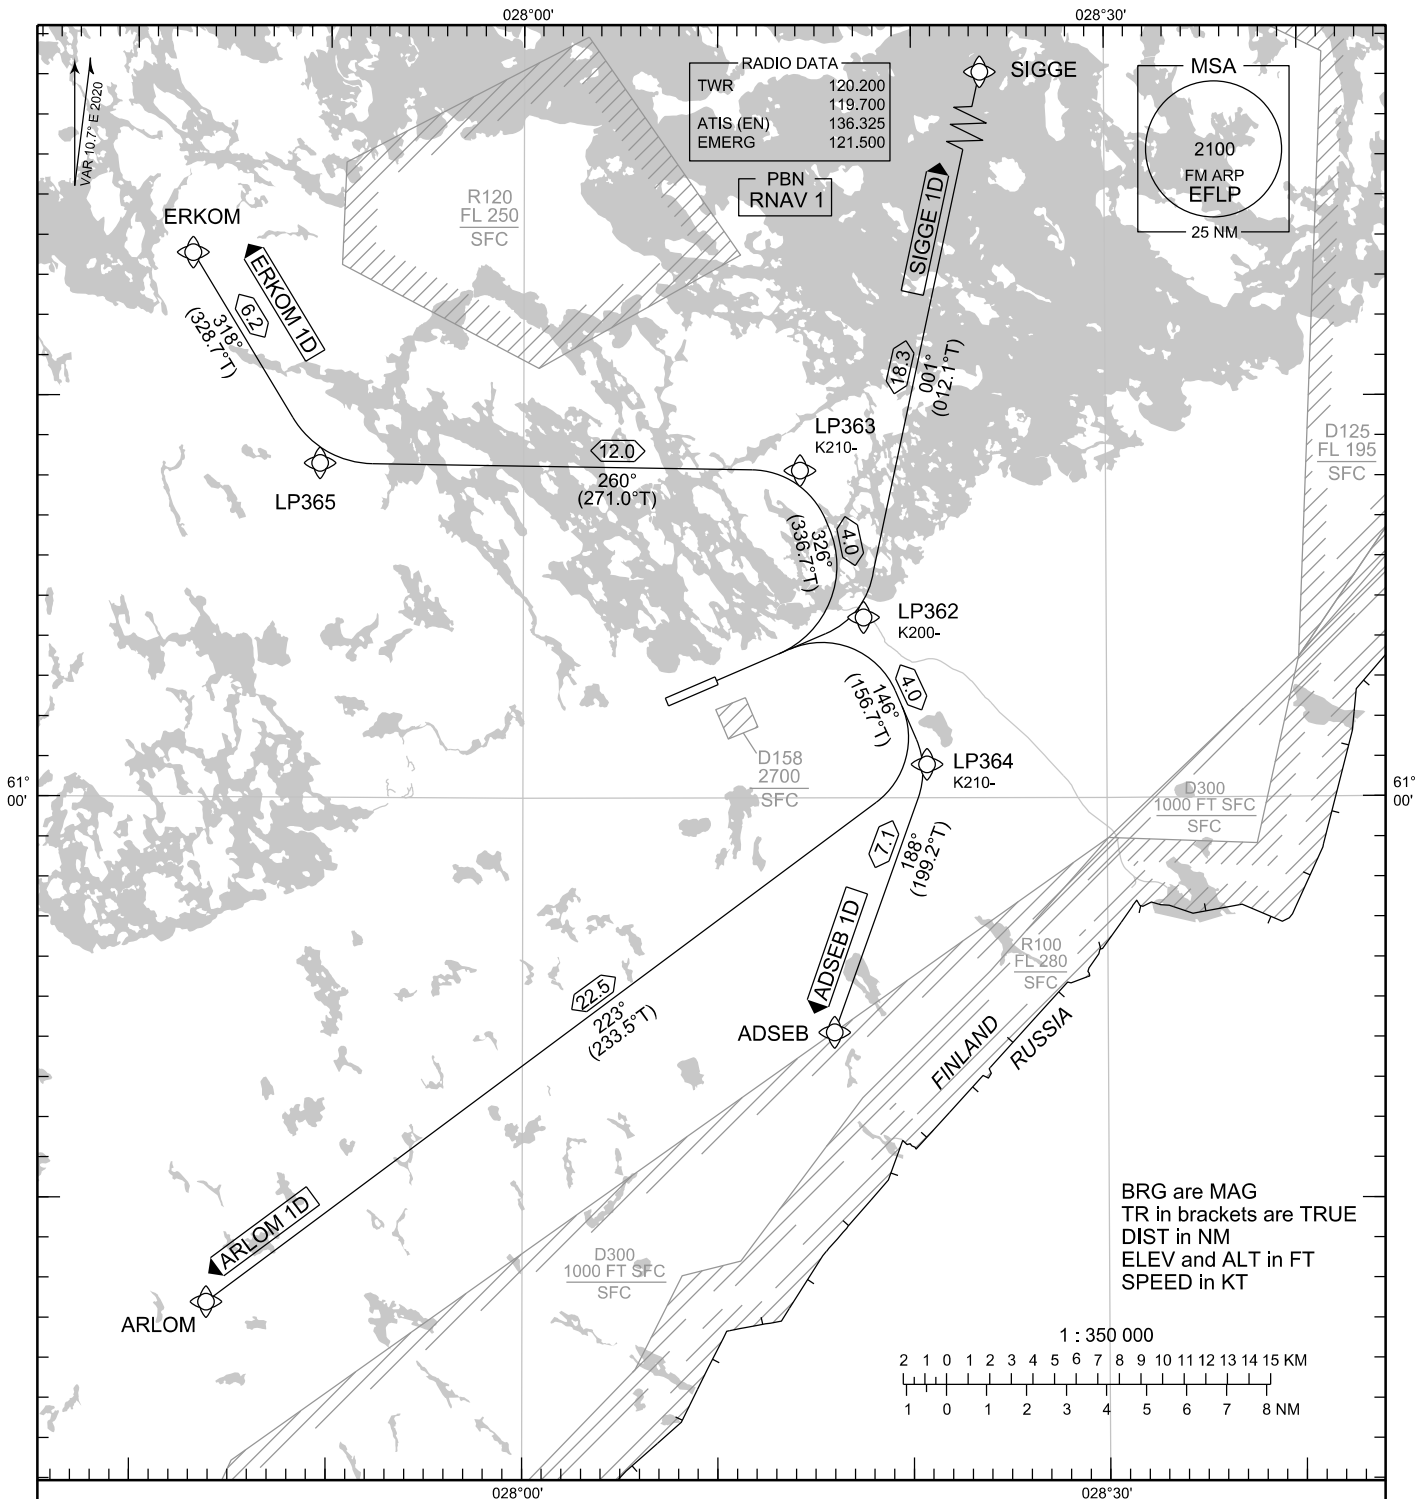 028°00'
028°30'
VAR 10.7° E 2020
RADIO DATA
TWR 120.200
119.700
ATIS (EN) 136.325
EMERG 121.500
PBN
RNAV 1
SIGGE
MSA
2100
FM ARP
EFLP
25 NM
R120
FL 250
SFC
ERKOM
ERKOM 1D
6.2
318°
(328.7°T)
SIGGE 1D
18.3
001°
(012.1°T)
LP363
K210-
12.0
260°
(271.0°T)
LP365
D125
FL 195
SFC
4.0
326°
(336.7°T)
LP362
K200-
4.0
146°
(156.7°T)
D158
2700
SFC
LP364
K210-
61°
00'
61°
00'
D300
1000 FT SFC
SFC
7.1
188°
(199.2°T)
ADSEB 1D
R100
FL 280
SFC
22.5
223°
(233.5°T)
ADSEB
FINLAND
RUSSIA
ARLOM 1D
D300
1000 FT SFC
SFC
ARLOM
BRG are MAG
TR in brackets are TRUE
DIST in NM
ELEV and ALT in FT
SPEED in KT
1 : 350 000
2 1 0 1 2 3 4 5 6 7 8 9 10 11 12 13 14 15 KM
1 0 1 2 3 4 5 6 7 8 NM
028°00'
028°30'